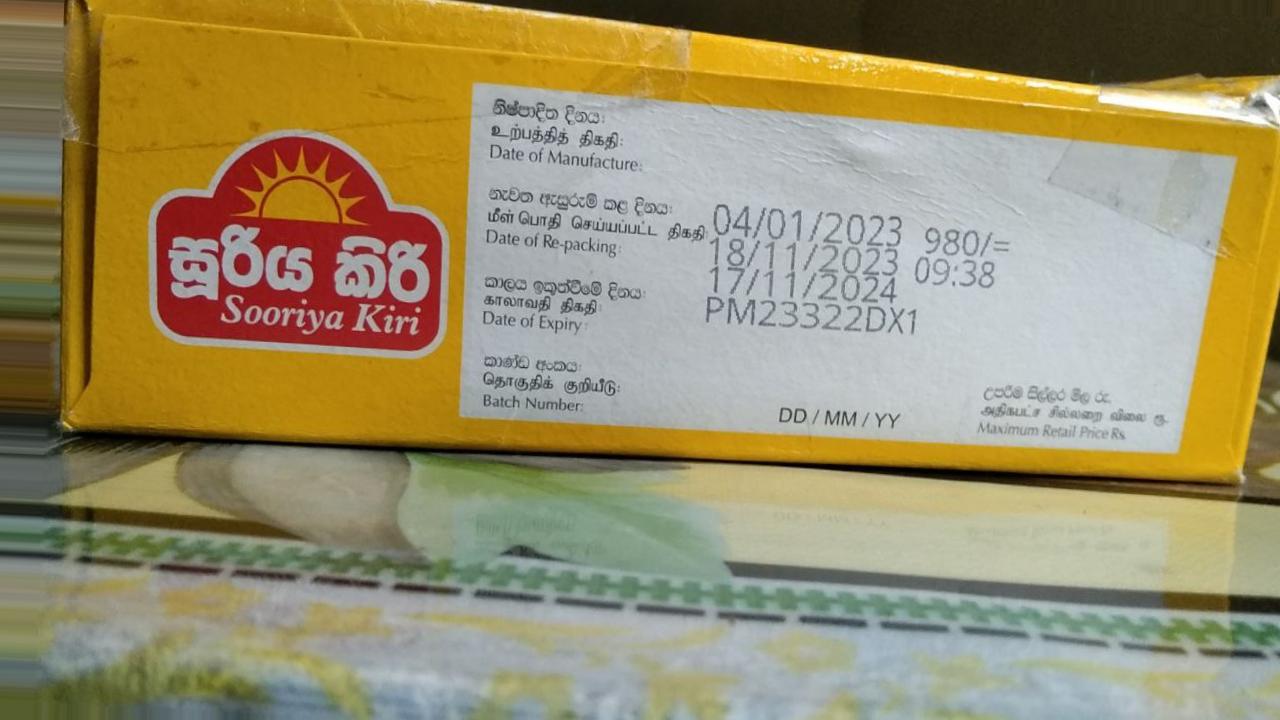 සූරිය කිරි
Sooriya Kiri
නිෂ්පාදිත දිනය:
உற்பத்தித் திகதி:
Date of Manufacture:
නැවත ඇසුරුම් කළ දිනය:
மீள் பொதி செய்யப்பட்ட திகதி:
Date of Re-packing:
කාලය ඉකුත්වීමේ දිනය:
காலாவதி திகதி:
Date of Expiry:
කාණ්ඩ අංකය:
தொகுதிக் குறியீடு:
Batch Number:
04/01/2023 980/=
18/11/2023 09:38
17/11/2024
PM23322DX1
DD / MM / YY
උපරිම සිල්ලර මිල රු.
அதிகபட்ச சில்லறை விலை ரூ.
Maximum Retail Price Rs.